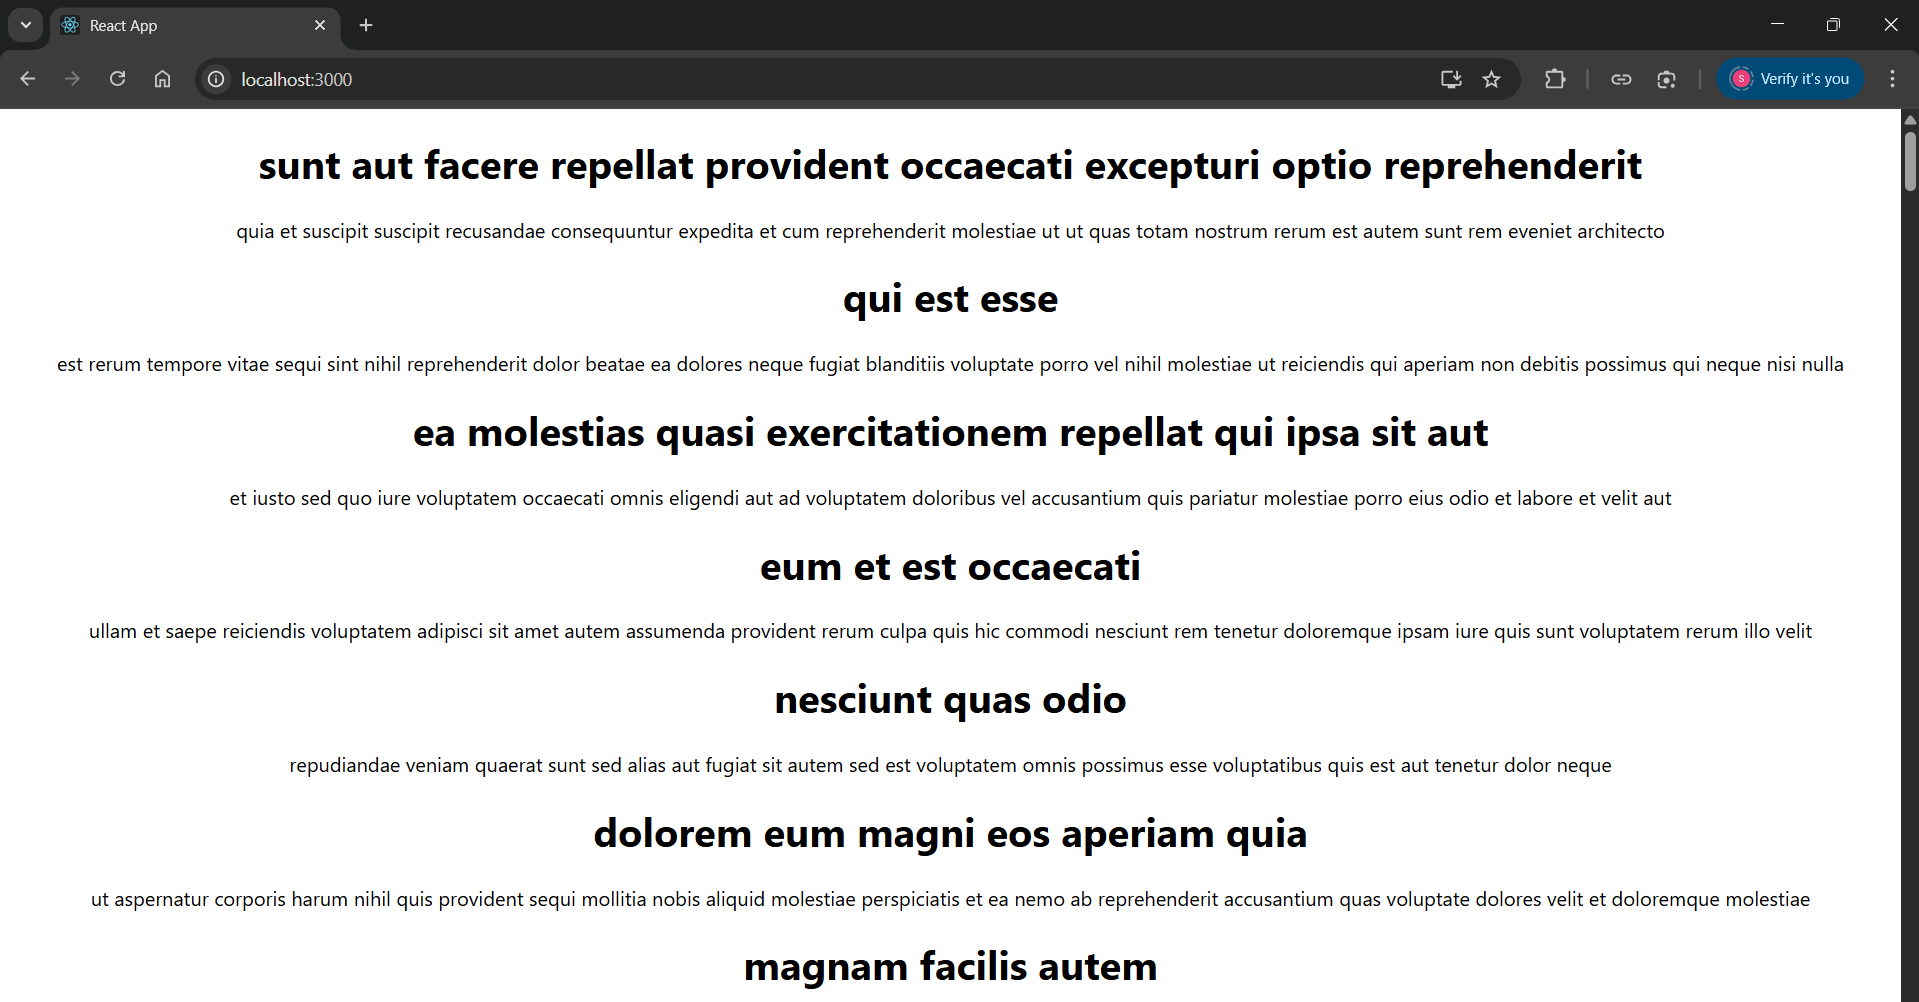 React App
localhost:3000
S
Verify it's you
sunt aut facere repellat provident occaecati excepturi optio reprehenderit
quia et suscipit suscipit recusandae consequuntur expedita et cum reprehenderit molestiae ut ut quas totam nostrum rerum est autem sunt rem eveniet architecto
qui est esse
est rerum tempore vitae sequi sint nihil reprehenderit dolor beatae ea dolores neque fugiat blanditiis voluptate porro vel nihil molestiae ut reiciendis qui aperiam non debitis possimus qui neque nisi nulla
ea molestias quasi exercitationem repellat qui ipsa sit aut
et iusto sed quo iure voluptatem occaecati omnis eligendi aut ad voluptatem doloribus vel accusantium quis pariatur molestiae porro eius odio et labore et velit aut
eum et est occaecati
ullam et saepe reiciendis voluptatem adipisci sit amet autem assumenda provident rerum culpa quis hic commodi nesciunt rem tenetur doloremque ipsam iure quis sunt voluptatem rerum illo velit
nesciunt quas odio
repudiandae veniam quaerat sunt sed alias aut fugiat sit autem sed est voluptatem omnis possimus esse voluptatibus quis est aut tenetur dolor neque
dolorem eum magni eos aperiam quia
ut aspernatur corporis harum nihil quis provident sequi mollitia nobis aliquid molestiae perspiciatis et ea nemo ab reprehenderit accusantium quas voluptate dolores velit et doloremque molestiae
magnam facilis autem